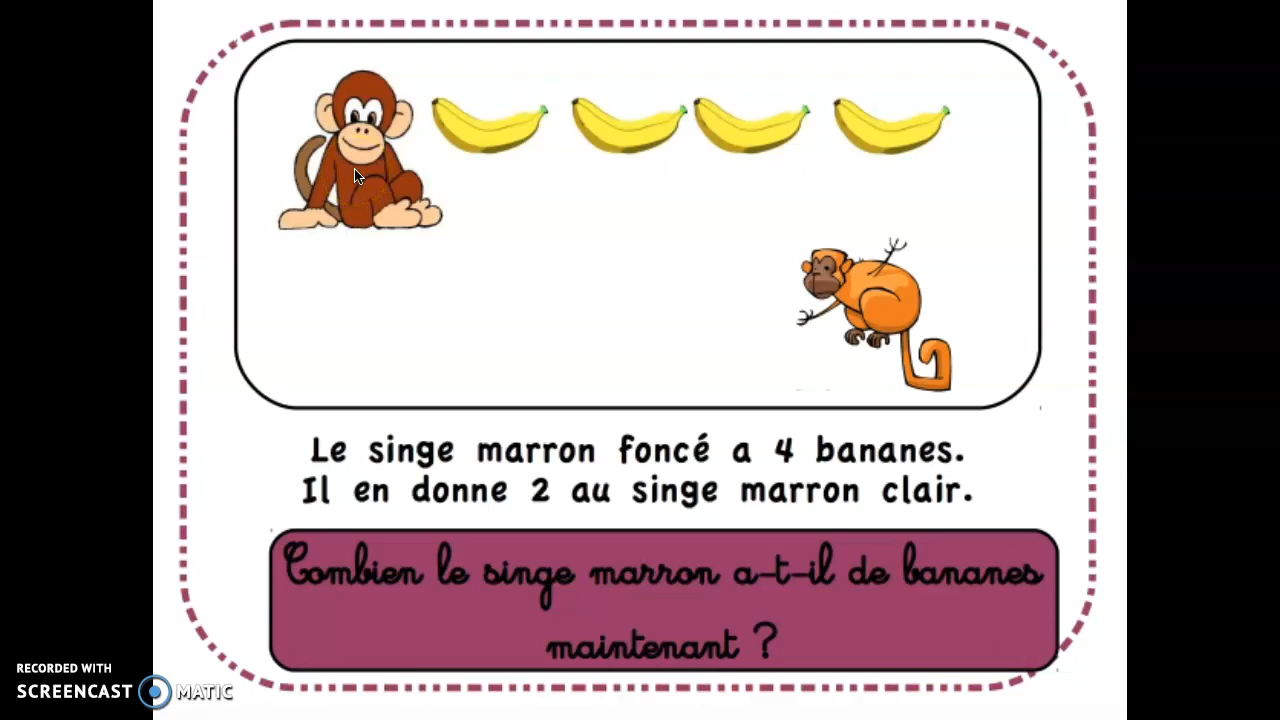 Le singe marron foncé a 4 bananes.
Il en donne 2 au singe marron clair.
Combien le singe marron a-t-il de bananes
maintenant ?
RECORDED WITH
SCREENCAST MATIC